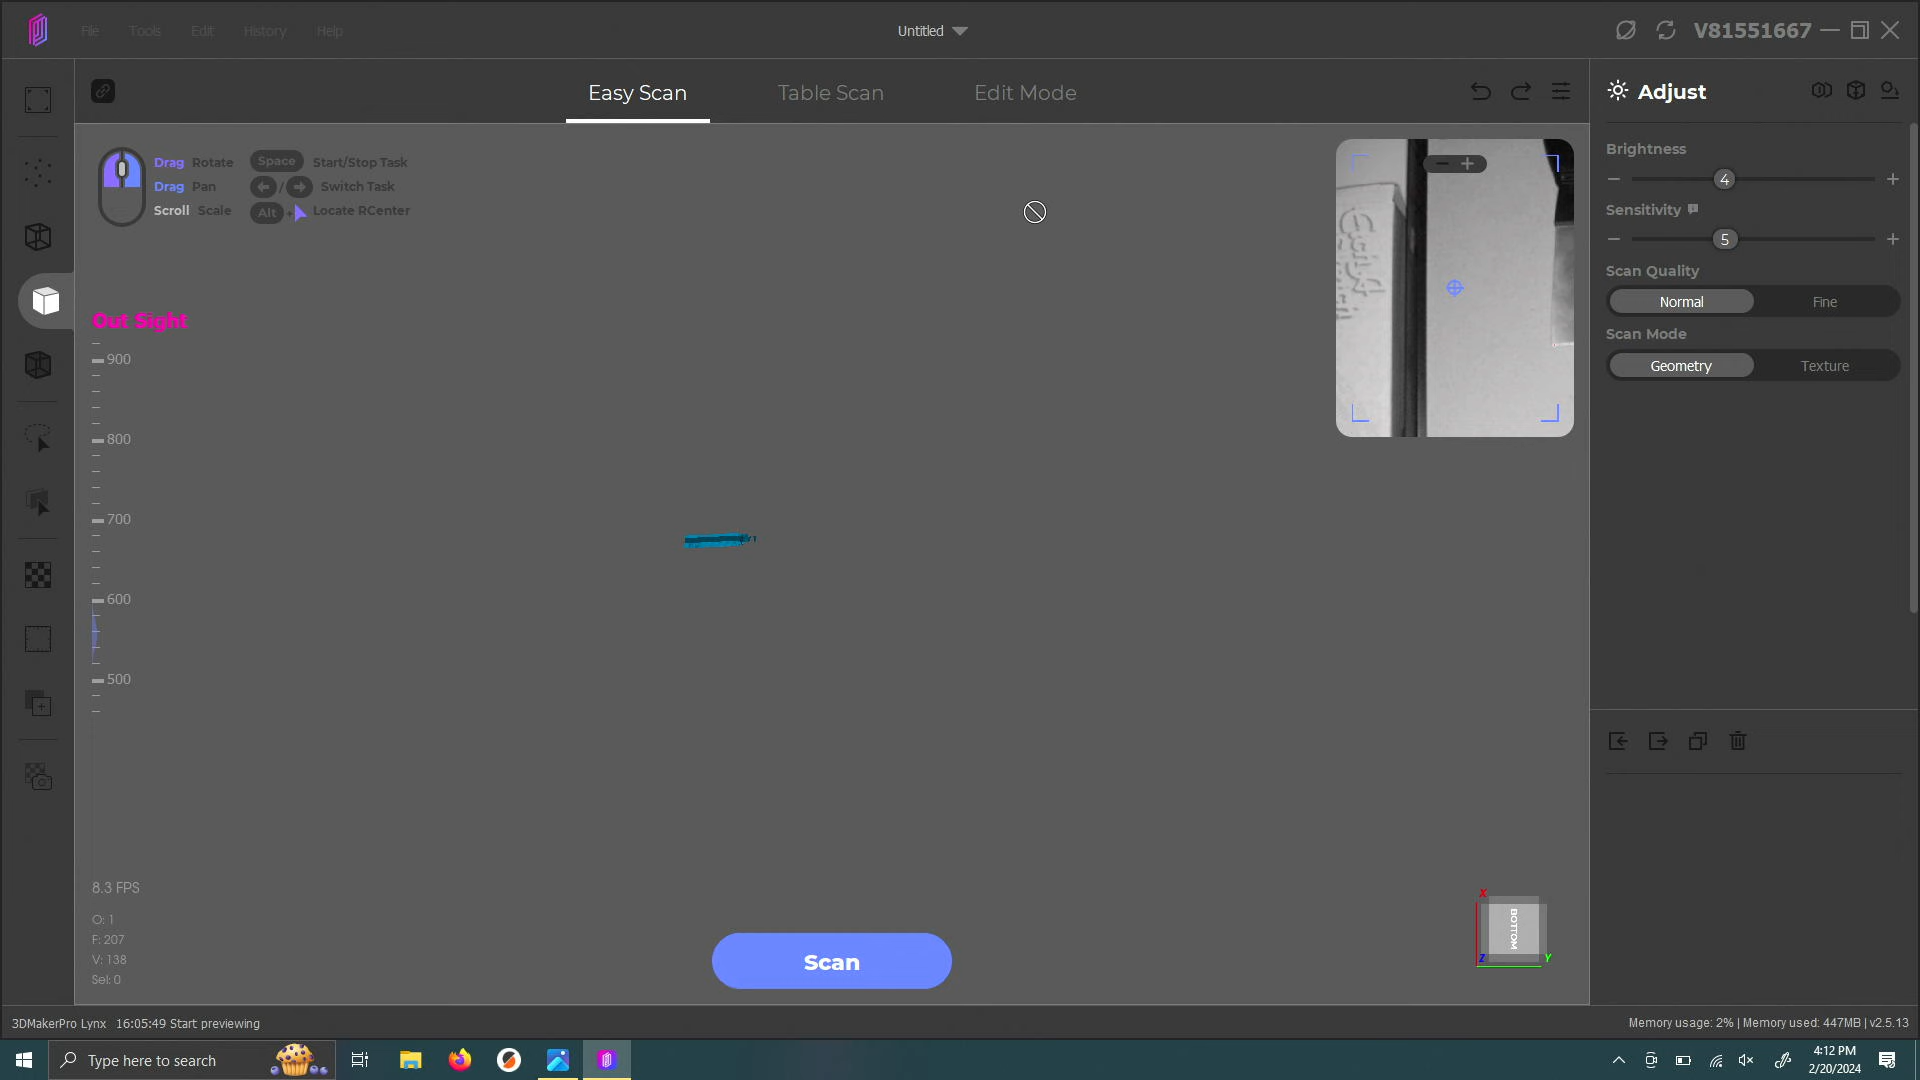 File Tools Edit History Help
Untitled
V81551667
Easy Scan Table Scan Edit Mode
Adjust
Drag Rotate Space Start/Stop Task
Drag Pan / Switch Task
Scroll Scale Alt + Locate RCenter
Brightness
4
Sensitivity
5
Scan Quality
Normal Fine
Scan Mode
Geometry Texture
Out Sight
900
800
700
600
500
8.3 FPS
O: 1
F: 207
V: 138
Sel: 0
Scan
X
BOTTOM
Z Y
3DMakerPro Lynx 16:05:49 Start previewing
Memory usage: 2% | Memory used: 447MB | v2.5.13
Type here to search
4:12 PM
2/20/2024